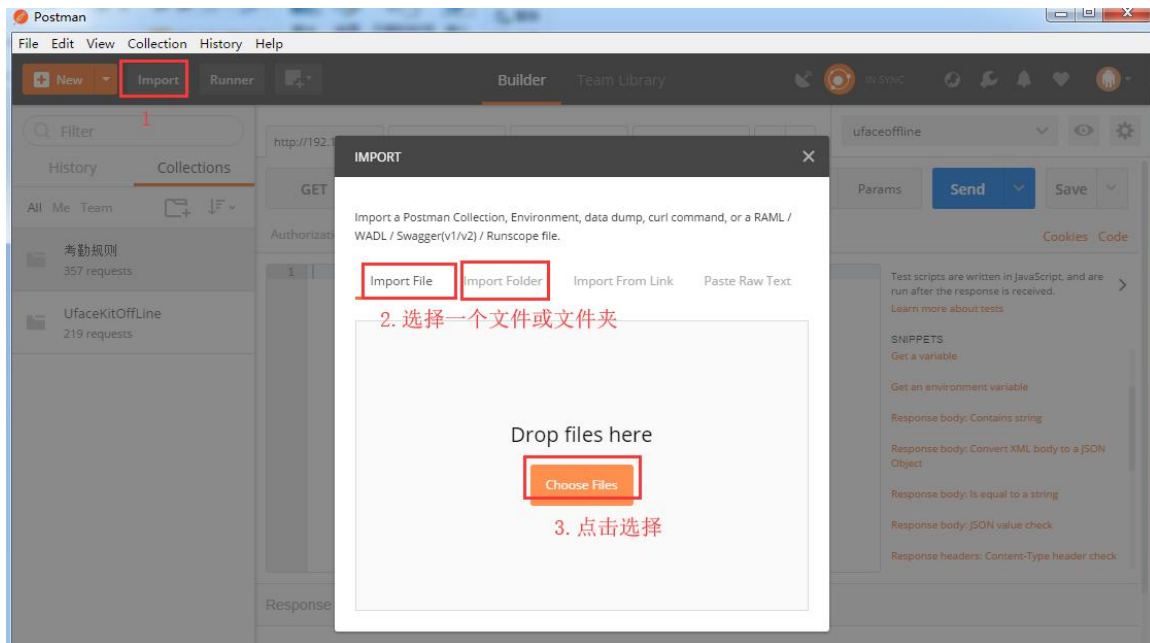 Postman
File Edit View Collection History Help
New Import Runner Builder Team Library IN SYNC
1
Filter
History Collections
All Me Team
考勤规则
357 requests
UfaceKitOffLine
219 requests
http://192.1
ufaceoffline
GET
Params Send Save
Authorizati
Cookies Code
1
IMPORT
Import a Postman Collection, Environment, data dump, curl command, or a RAML /
WADL / Swagger(v1/v2) / Runscope file.
Import File Import Folder Import From Link Paste Raw Text
2.选择一个文件或文件夹
Drop files here
Choose Files
3.点击选择
Test scripts are written in JavaScript, and are
run after the response is received.
Learn more about tests
SNIPPETS
Get a variable
Get an environment variable
Response body: Contains string
Response body: Convert XML body to a JSON
Object
Response body: Is equal to a string
Response body: JSON value check
Response headers: Content-Type header check
Response